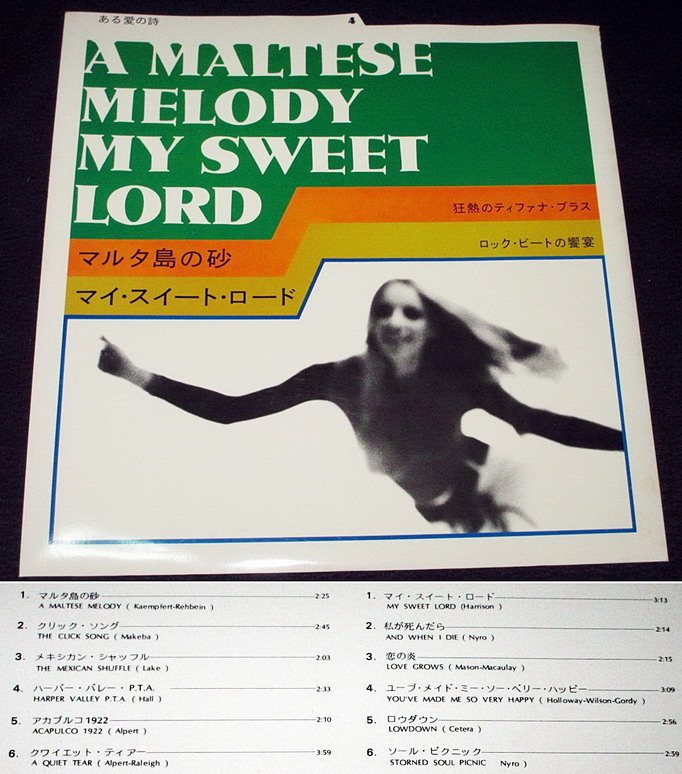 ある愛の詩
4
A MALTESE
MELODY
MY SWEET
LORD
狂熱のティファナ・ブラス
ロック・ビートの饗宴
マルタ島の砂
マイ・スイート・ロード
1. マルタ島の砂 2:25
A MALTESE MELODY ( Kaempfert-Rehbein )
2. クリック・ソング 2:45
THE CLICK SONG ( Makeba )
3. メキシカン・シャッフル 2:03
THE MEXICAN SHUFFLE ( Lake )
4. ハーパー・バレー・P.T.A. 2:33
HARPER VALLEY P.T.A. ( Hall )
5. アカプルコ1922 2:10
ACAPULCO 1922 ( Alpert )
6. クワイエット・ティアー 3:59
A QUIET TEAR ( Alpert-Raleigh )
1. マイ・スイート・ロード 3:13
MY SWEET LORD (Harrison )
2. 私が死んだら 2:14
AND WHEN I DIE ( Nyro )
3. 恋の炎 2:15
LOVE GROWS ( Mason-Macaulay )
4. ユーブ・メイド・ミー・ソー・ベリー・ハッピー 3:09
YOU'VE MADE ME SO VERY HAPPY ( Holloway-Wilson-Gordy )
5. ロウダウン 2:56
LOWDOWN ( Cetera )
6. ソール・ピクニック 2:59
STORNED SOUL PICNIC Nyro )